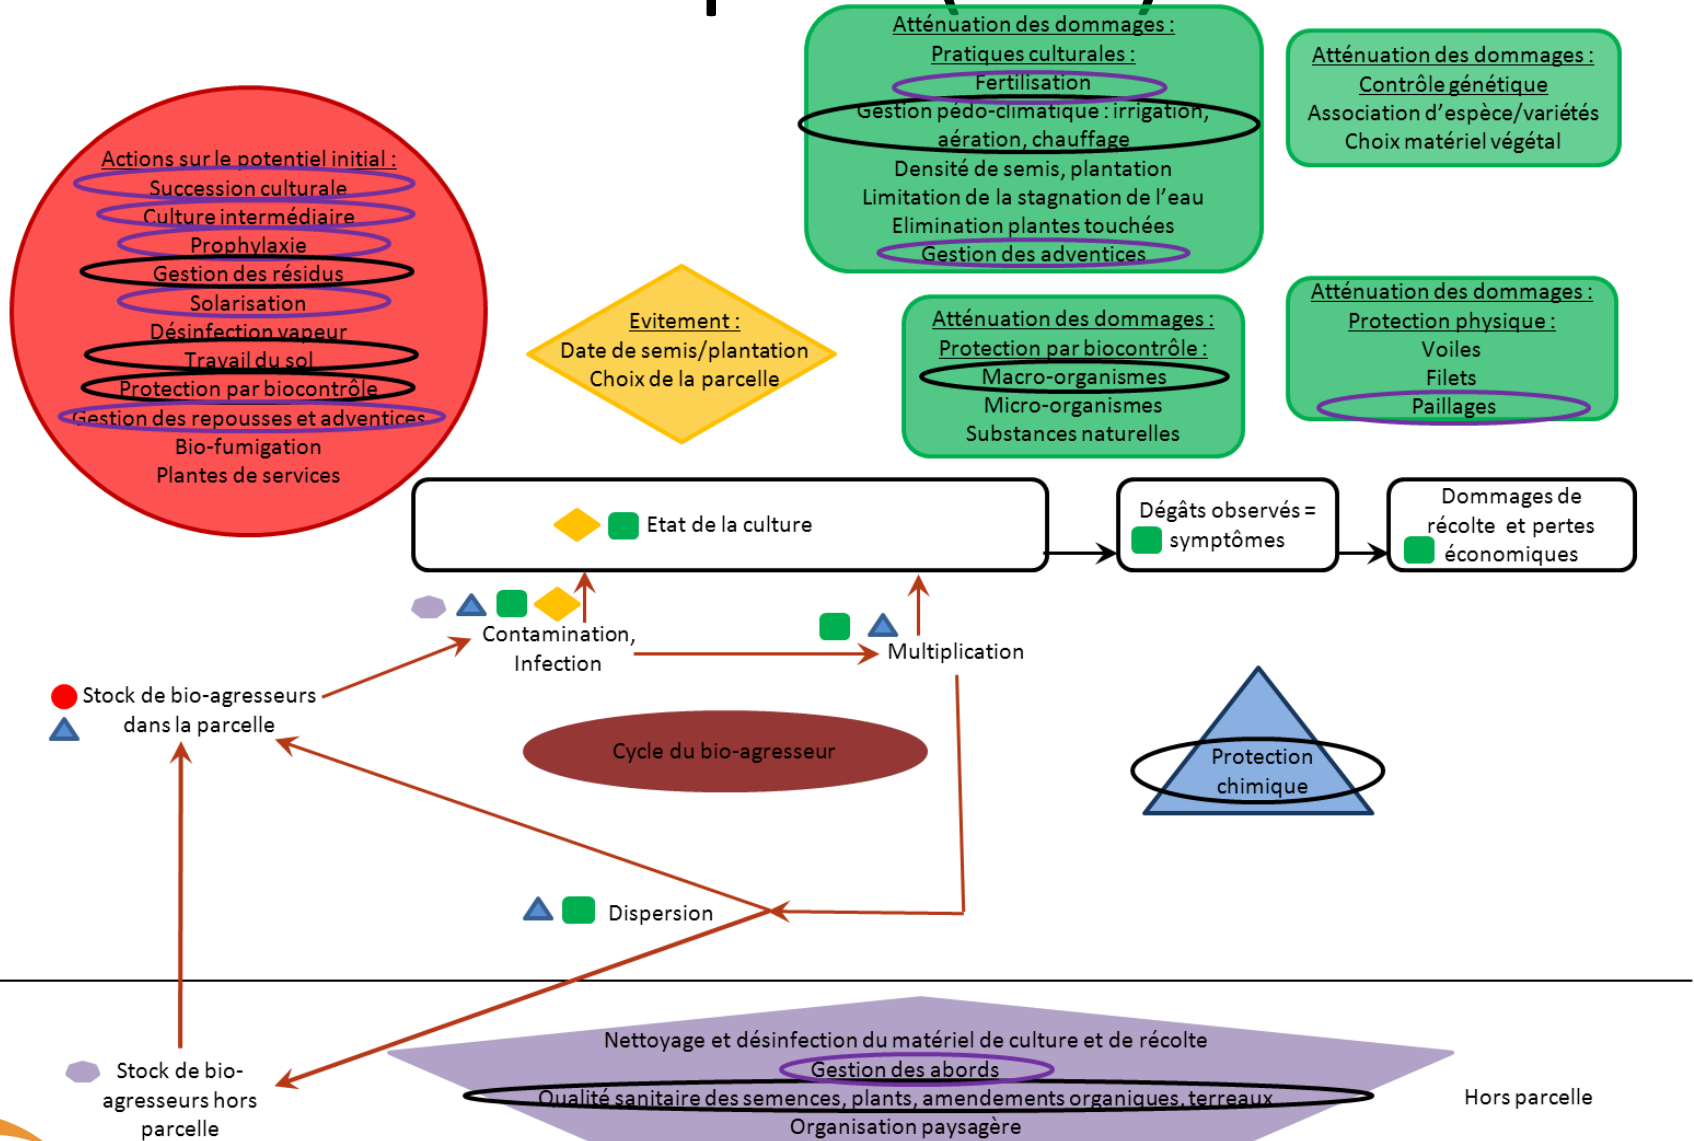 Atténuation des dommages :
Pratiques culturales :
Fertilisation
Gestion pédo-climatique : irrigation,
aération, chauffage
Densité de semis, plantation
Limitation de la stagnation de l'eau
Elimination plantes touchées
Gestion des adventices
Atténuation des dommages :
Contrôle génétique
Association d'espèce/variétés
Choix matériel végétal
Actions sur le potentiel initial :
Succession culturale
Culture intermédiaire
Prophylaxie
Gestion des résidus
Solarisation
Désinfection vapeur
Travail du sol
Protection par biocontrôle
Gestion des repousses et adventices
Bio-fumigation
Plantes de services
Evitement :
Date de semis/plantation
Choix de la parcelle
Atténuation des dommages :
Protection par biocontrôle :
Macro-organismes
Micro-organismes
Substances naturelles
Atténuation des dommages :
Protection physique :
Voiles
Filets
Paillages
Etat de la culture
Dégâts observés =
symptômes
Dommages de
récolte et pertes
économiques
Contamination,
Infection
Multiplication
Stock de bio-agresseurs
dans la parcelle
Cycle du bio-agresseur
Protection
chimique
Dispersion
Stock de bio-
agresseurs hors
parcelle
Nettoyage et désinfection du matériel de culture et de récolte
Gestion des abords
Qualité sanitaire des semences, plants, amendements organiques, terreaux
Organisation paysagère
Hors parcelle